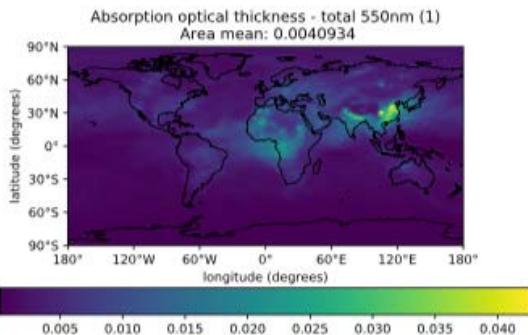 Absorption optical thickness - total 550nm (1)
Area mean: 0.0040934
90°N
60°N
30°N
0°
30°S
60°S
90°S
latitude (degrees)
180° 120°W 60°W 0° 60°E 120°E 180°
longitude (degrees)
0.005 0.010 0.015 0.020 0.025 0.030 0.035 0.040